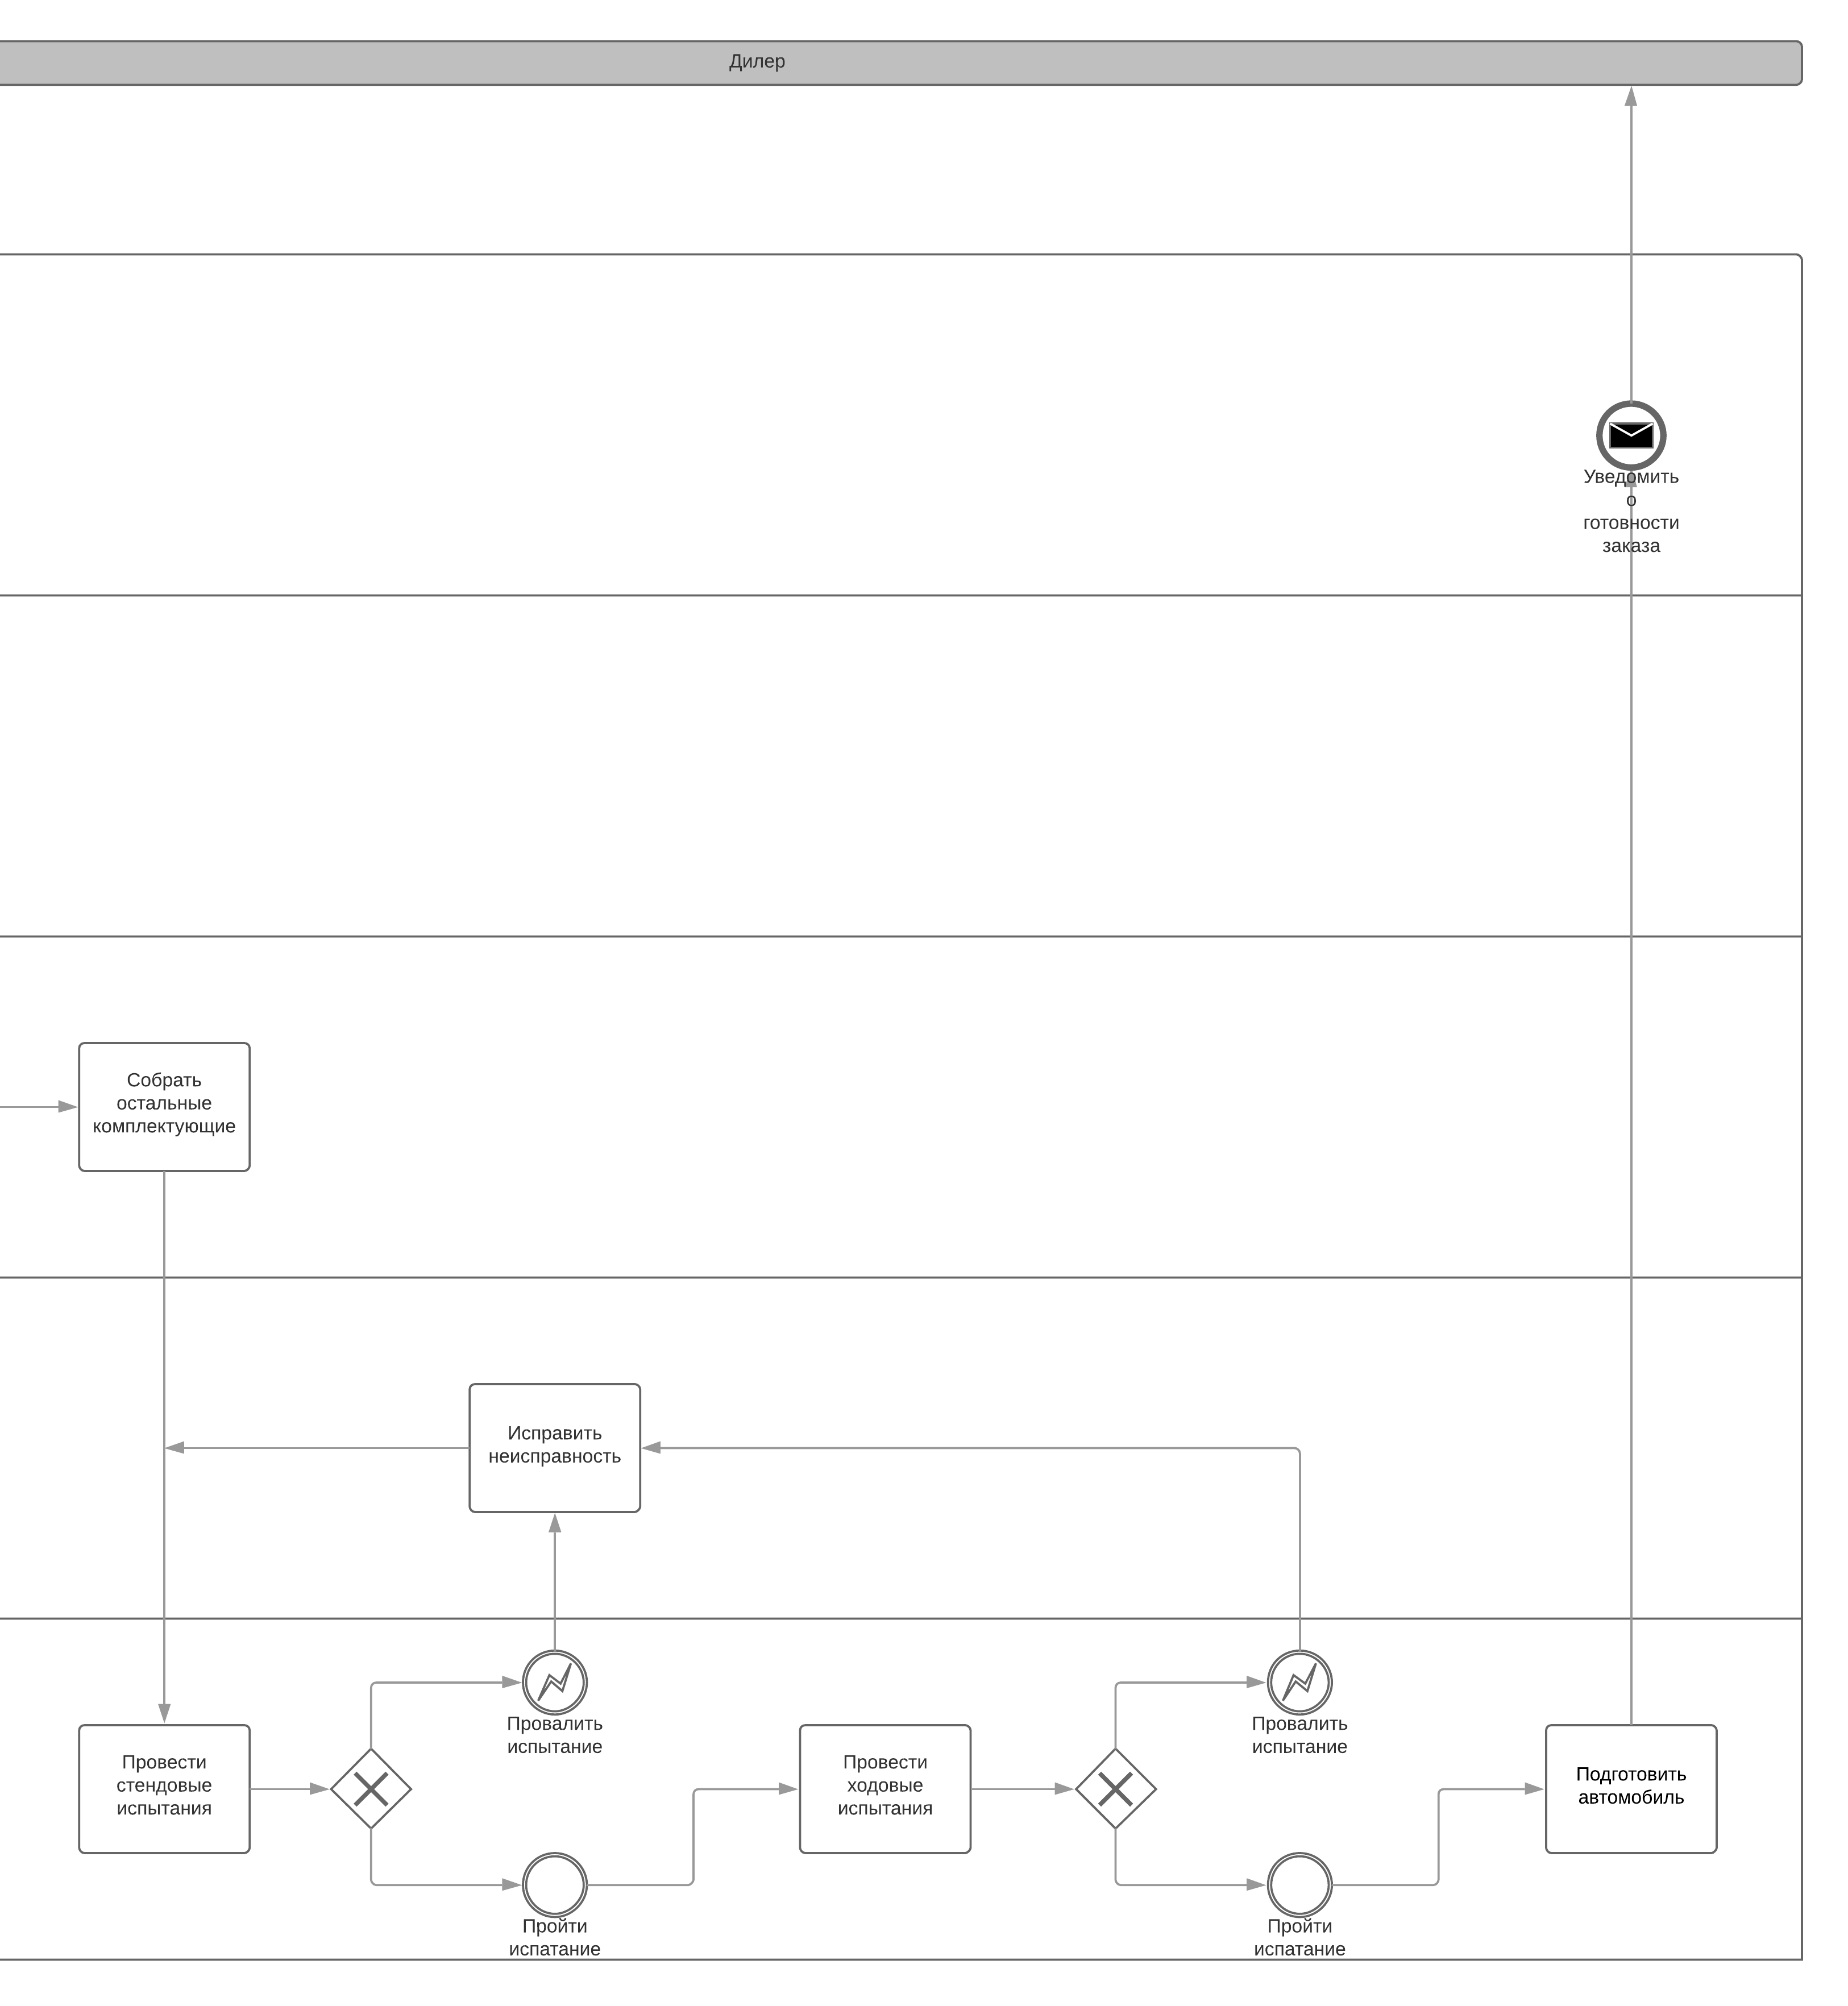 Дилер
Уведомить
о
готовности
заказа
Собрать
остальные
комплектующие
Исправить
неисправность
Провалить
испытание
Провалить
испытание
Провести
стендовые
испытания
Провести
ходовые
испытания
Подготовить
автомобиль
Пройти
испатание
Пройти
испатание